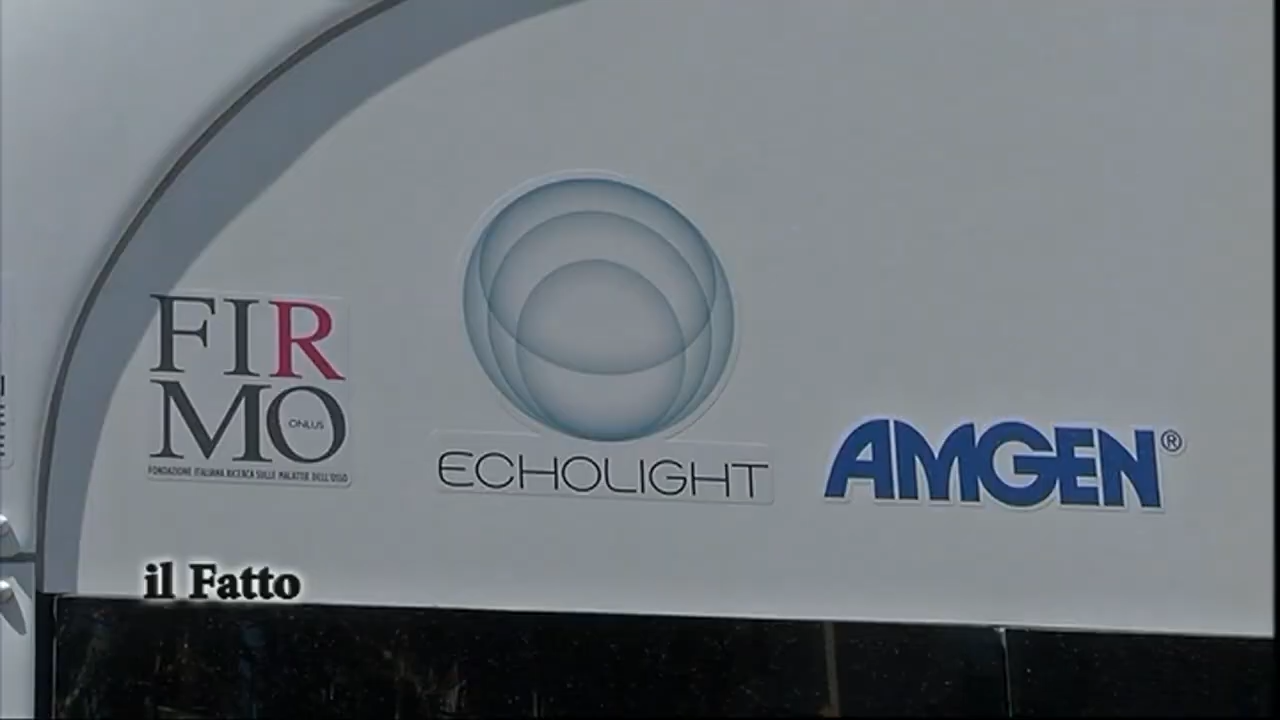 FIR
MO
ONLUS
FONDAZIONE ITALIANA RICERCA SULLE MALATTIE DELL'OSSO
ECHOLIGHT
AMGEN®
il Fatto